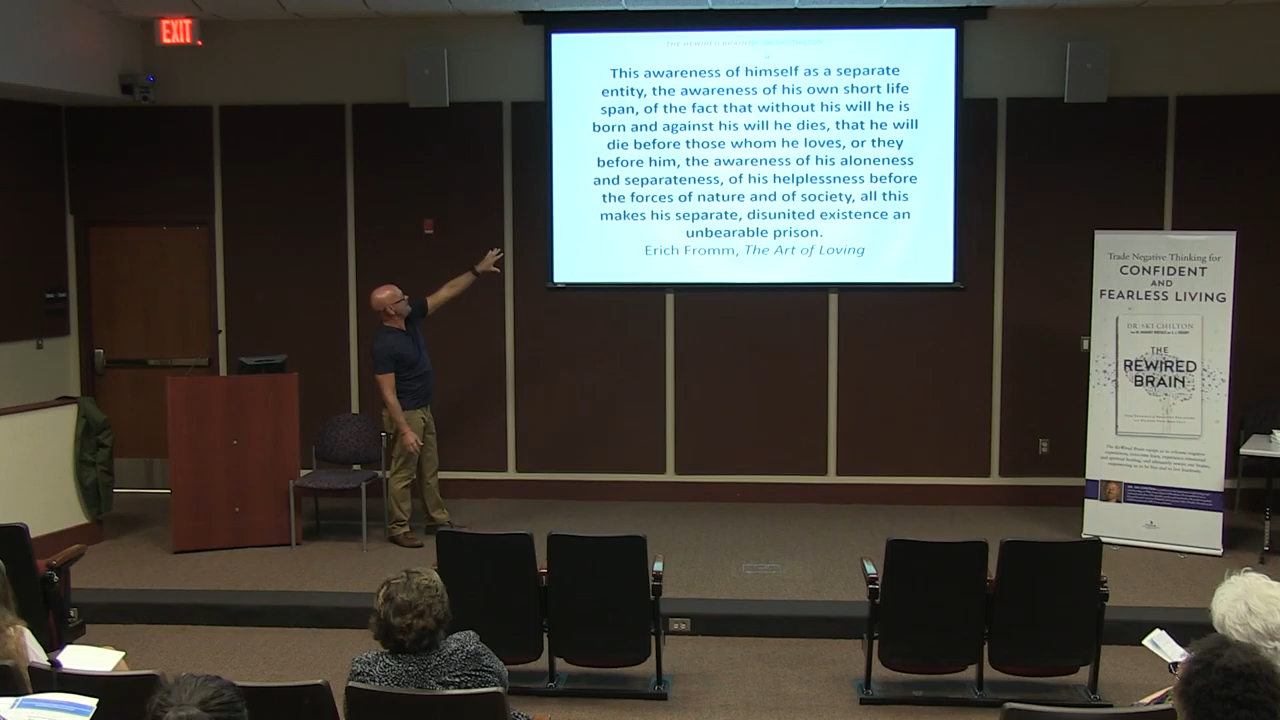 EXIT
THE REWIRED BRAIN
This awareness of himself as a separate
entity, the awareness of his own short life
span, of the fact that without his will he is
born and against his will he dies, that he will
die before those whom he loves, or they
before him, the awareness of his aloneness
and separateness, of his helplessness before
the forces of nature and of society, all this
makes his separate, disunited existence an
unbearable prison.
Erich Fromm, The Art of Loving
Trade Negative Thinking for
CONFIDENT
AND
FEARLESS LIVING
DR. SKI CHILTON
THE
REWIRED
BRAIN